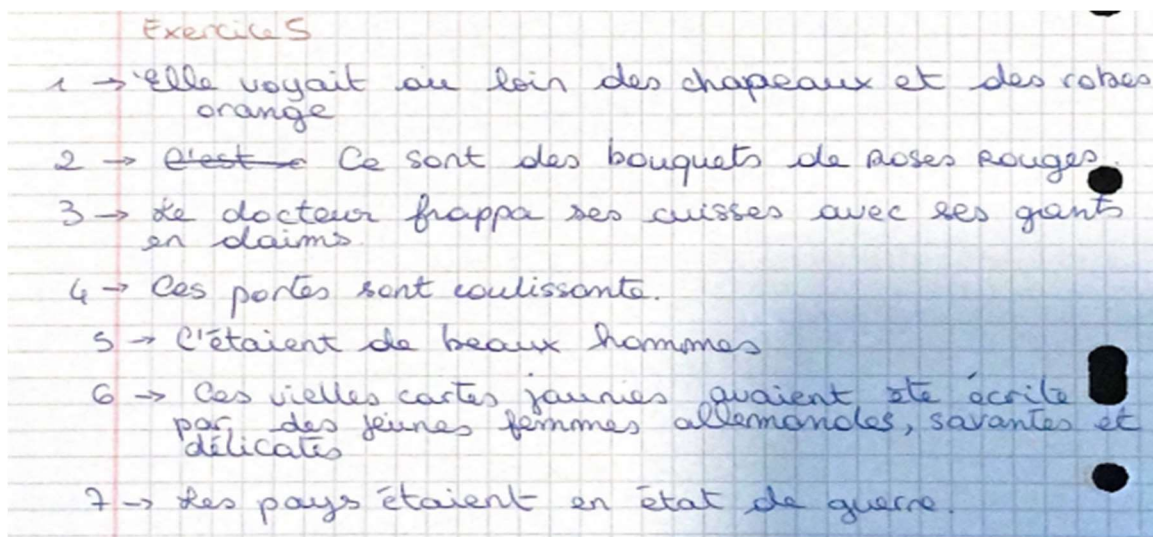 Exercice 5
1 → elle voyait au loin des chapeaux et des robes
orange
2 → C'est Ce sont des bouquets de roses rouges.
3 → Le docteur frappa ses cuisses avec ses gants
en daims.
4 → Ces portes sont coulissante.
5 → C'étaient de beaux hommes
6 → Ces vielles cartes jaunies avaient été écrite
par des jeunes femmes allemandes, savantes et
délicates
7 → Les pays étaient en état de guerre.